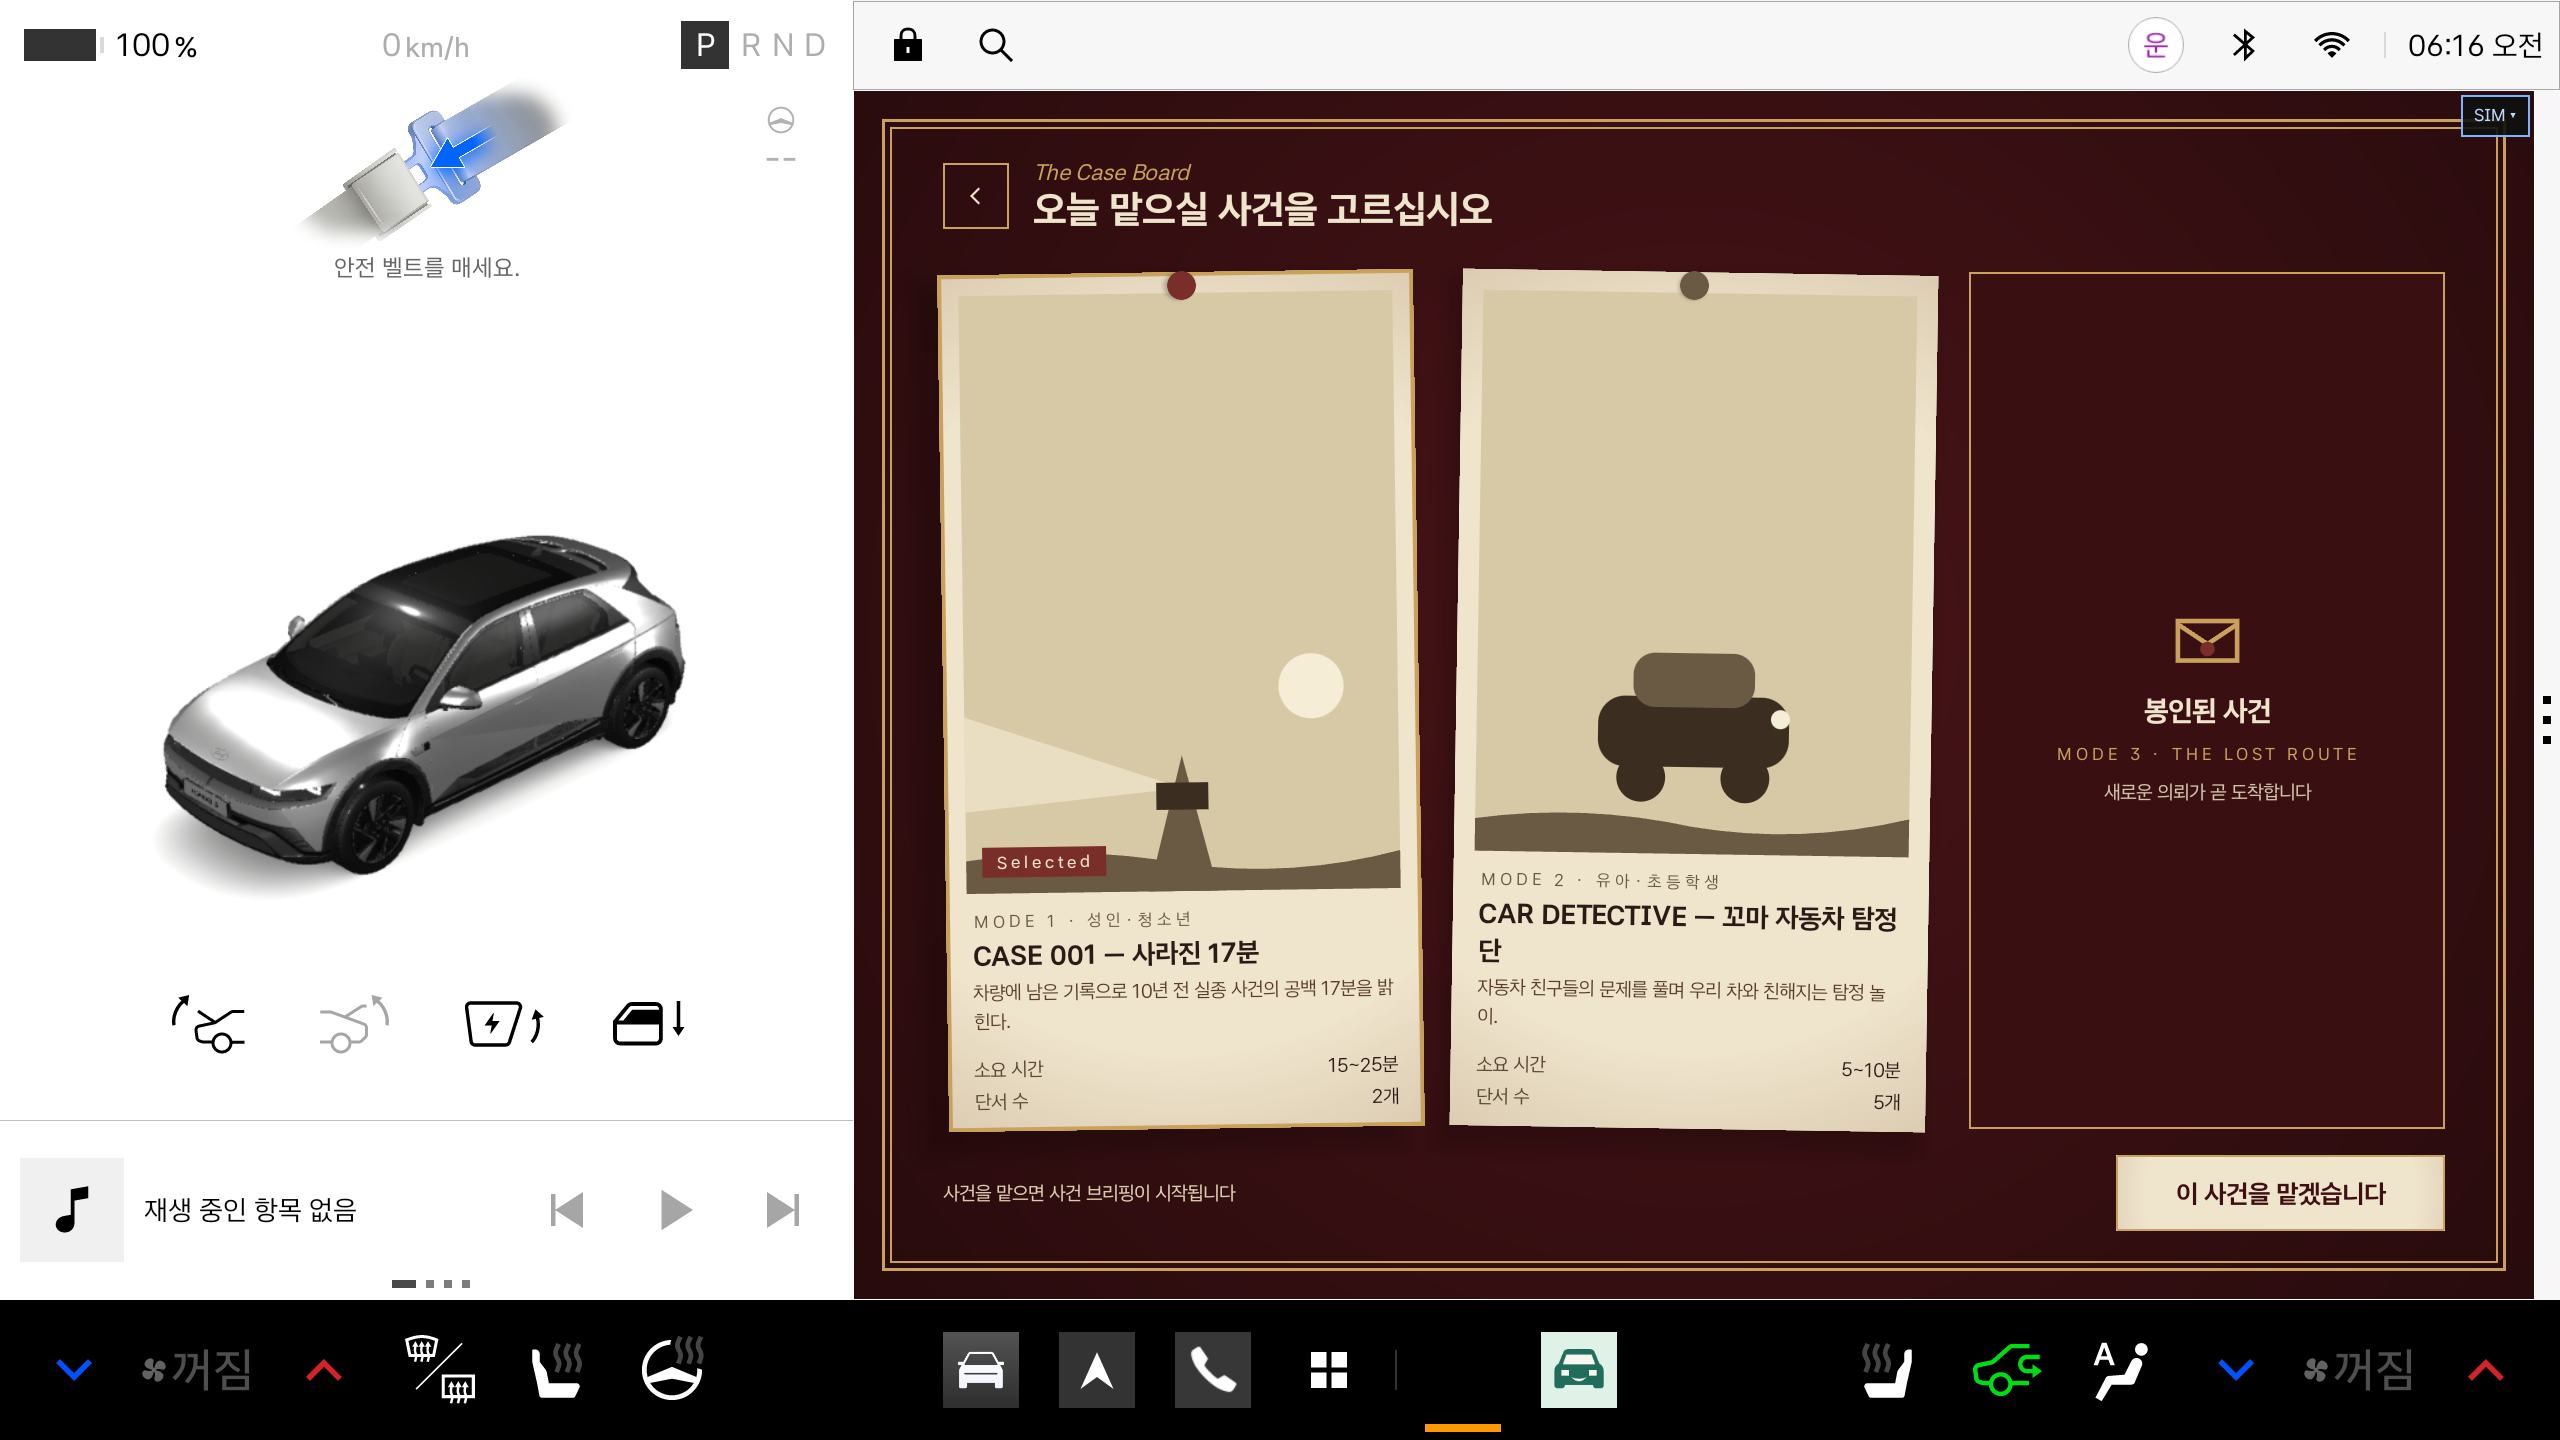 100 %
0 km/h
P R N D
운
06:16 오전
SIM
안전 벨트를 매세요.
재생 중인 항목 없음
The Case Board
오늘 맡으실 사건을 고르십시오
Selected
MODE 1 · 성인·청소년
CASE 001 — 사라진 17분
차량에 남은 기록으로 10년 전 실종 사건의 공백 17분을 밝
힌다.
소요 시간 15~25분
단서 수 2개
MODE 2 · 유아·초등학생
CAR DETECTIVE — 꼬마 자동차 탐정
단
자동차 친구들의 문제를 풀며 우리 차와 친해지는 탐정 놀
이.
소요 시간 5~10분
단서 수 5개
봉인된 사건
MODE 3 · THE LOST ROUTE
새로운 의뢰가 곧 도착합니다
사건을 맡으면 사건 브리핑이 시작됩니다
이 사건을 맡겠습니다
꺼짐
A
꺼짐